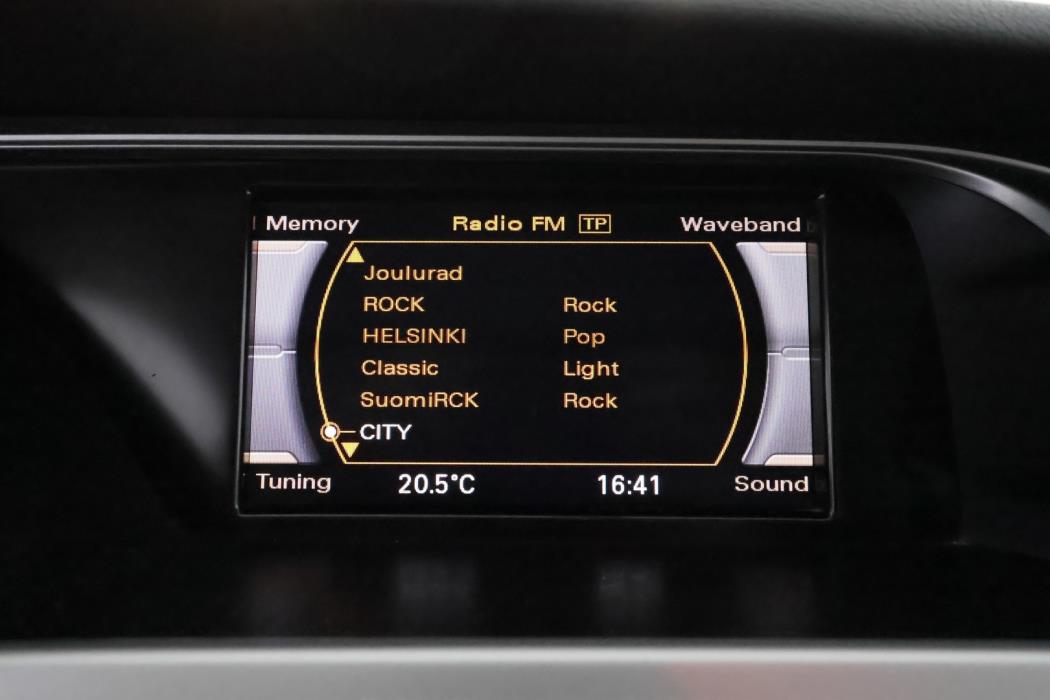 Memory Radio FM TP Waveband
Joulurad
ROCK Rock
HELSINKI Pop
Classic Light
SuomiRCK Rock
CITY
Tuning 20.5°C 16:41 Sound